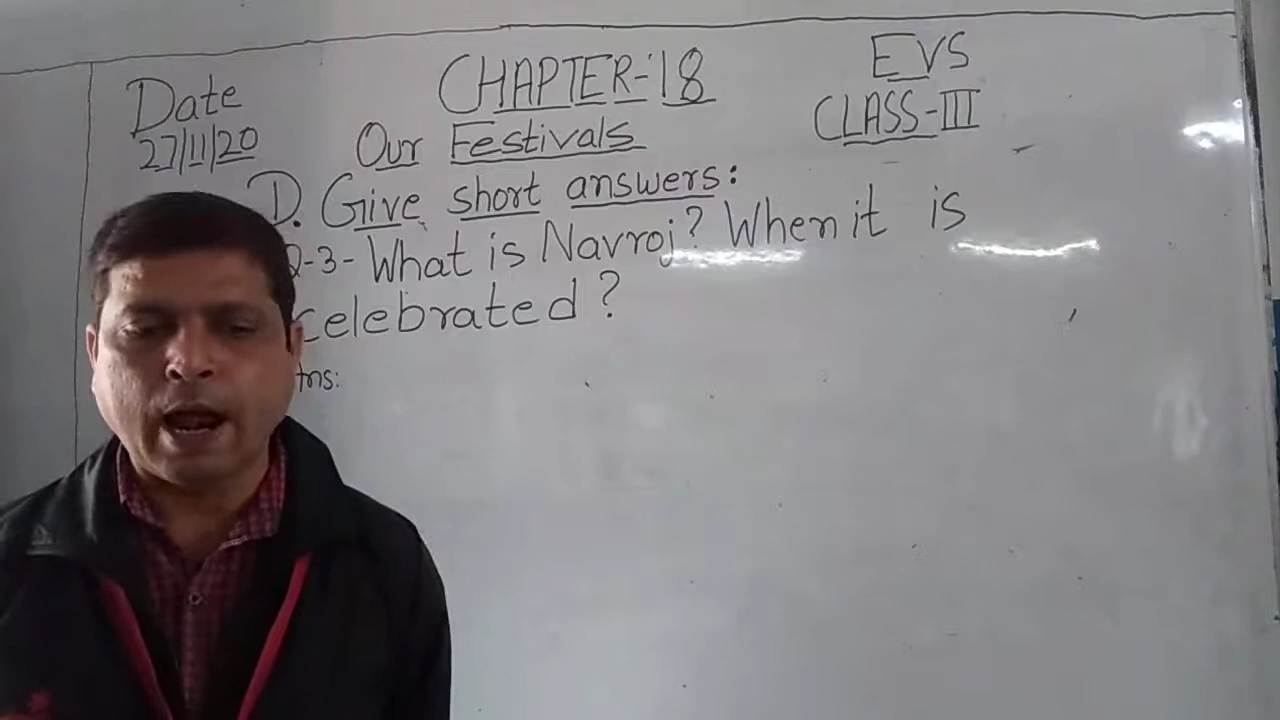 Date
27/11/20
CHAPTER-18
EVS
CLASS-III
Our Festivals
D. Give short answers:
Q-3- What is Navroj? When it is
celebrated?
Ans: